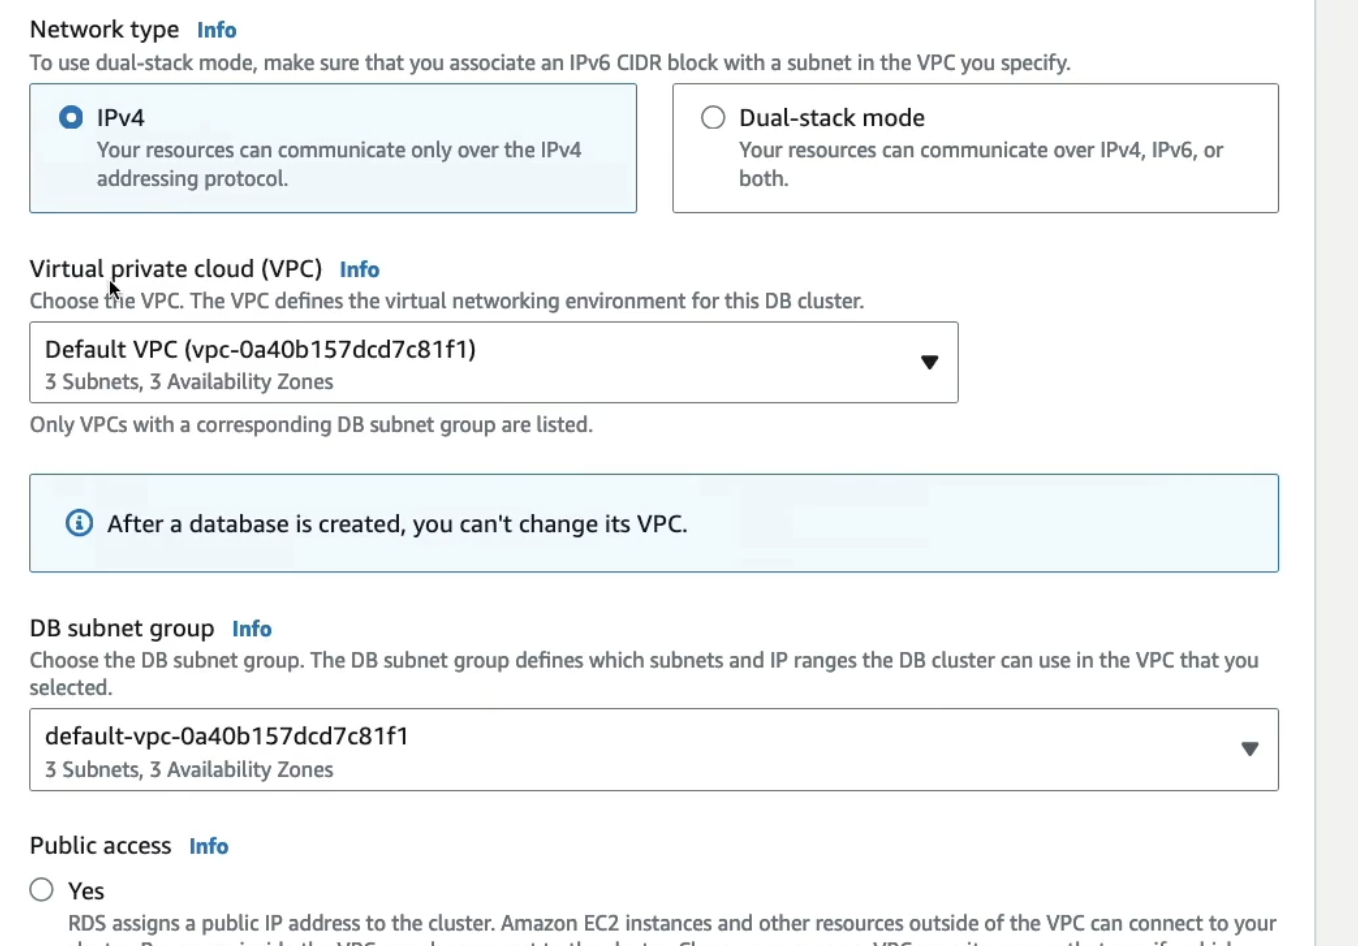 Network type Info
To use dual-stack mode, make sure that you associate an IPv6 CIDR block with a subnet in the VPC you specify.
IPv4
Your resources can communicate only over the IPv4
addressing protocol.
Dual-stack mode
Your resources can communicate over IPv4, IPv6, or
both.
Virtual private cloud (VPC) Info
Choose the VPC. The VPC defines the virtual networking environment for this DB cluster.
Default VPC (vpc-0a40b157dcd7c81f1)
3 Subnets, 3 Availability Zones
Only VPCs with a corresponding DB subnet group are listed.
After a database is created, you can't change its VPC.
DB subnet group Info
Choose the DB subnet group. The DB subnet group defines which subnets and IP ranges the DB cluster can use in the VPC that you
selected.
default-vpc-0a40b157dcd7c81f1
3 Subnets, 3 Availability Zones
Public access Info
Yes
RDS assigns a public IP address to the cluster. Amazon EC2 instances and other resources outside of the VPC can connect to your